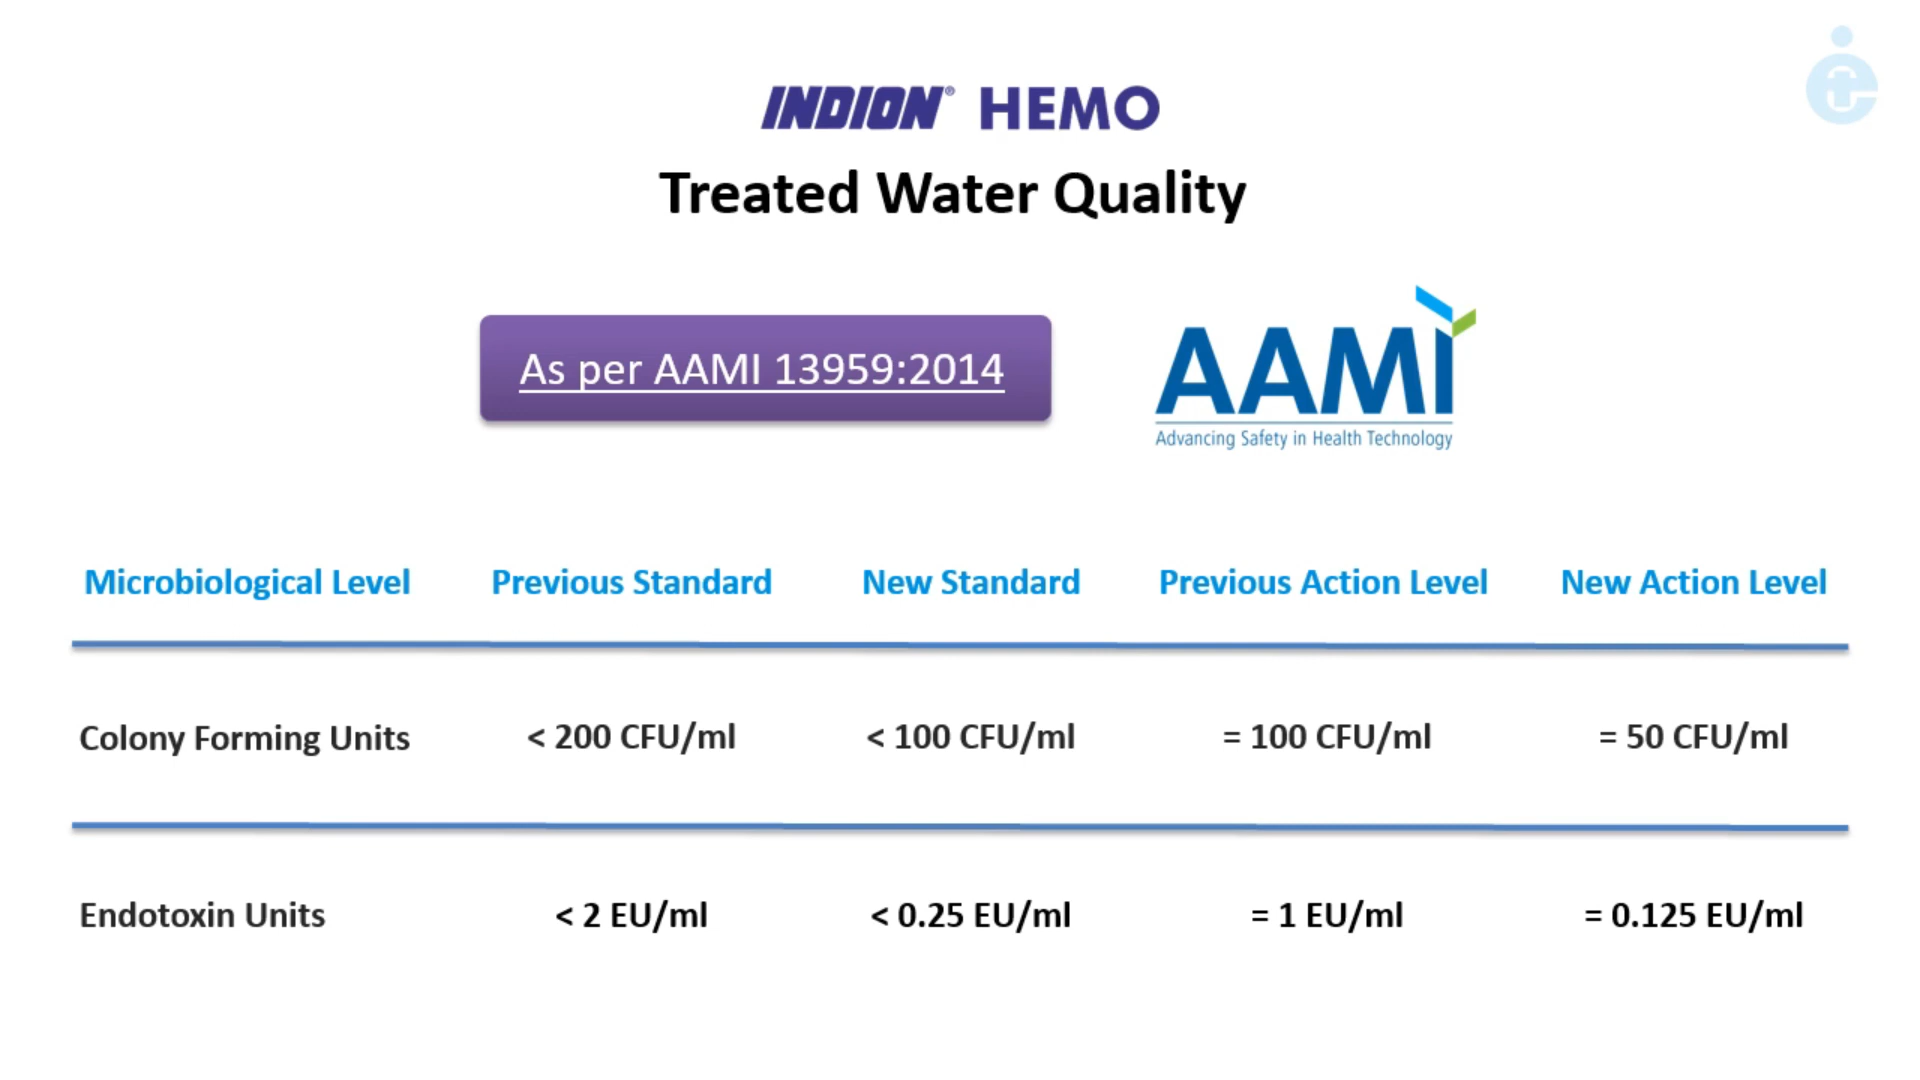 INDION® HEMO
Treated Water Quality
As per AAMI 13959:2014
AAMI
Advancing Safety in Health Technology
Microbiological Level Previous Standard New Standard Previous Action Level New Action Level
Colony Forming Units < 200 CFU/ml < 100 CFU/ml = 100 CFU/ml = 50 CFU/ml
Endotoxin Units < 2 EU/ml < 0.25 EU/ml = 1 EU/ml = 0.125 EU/ml